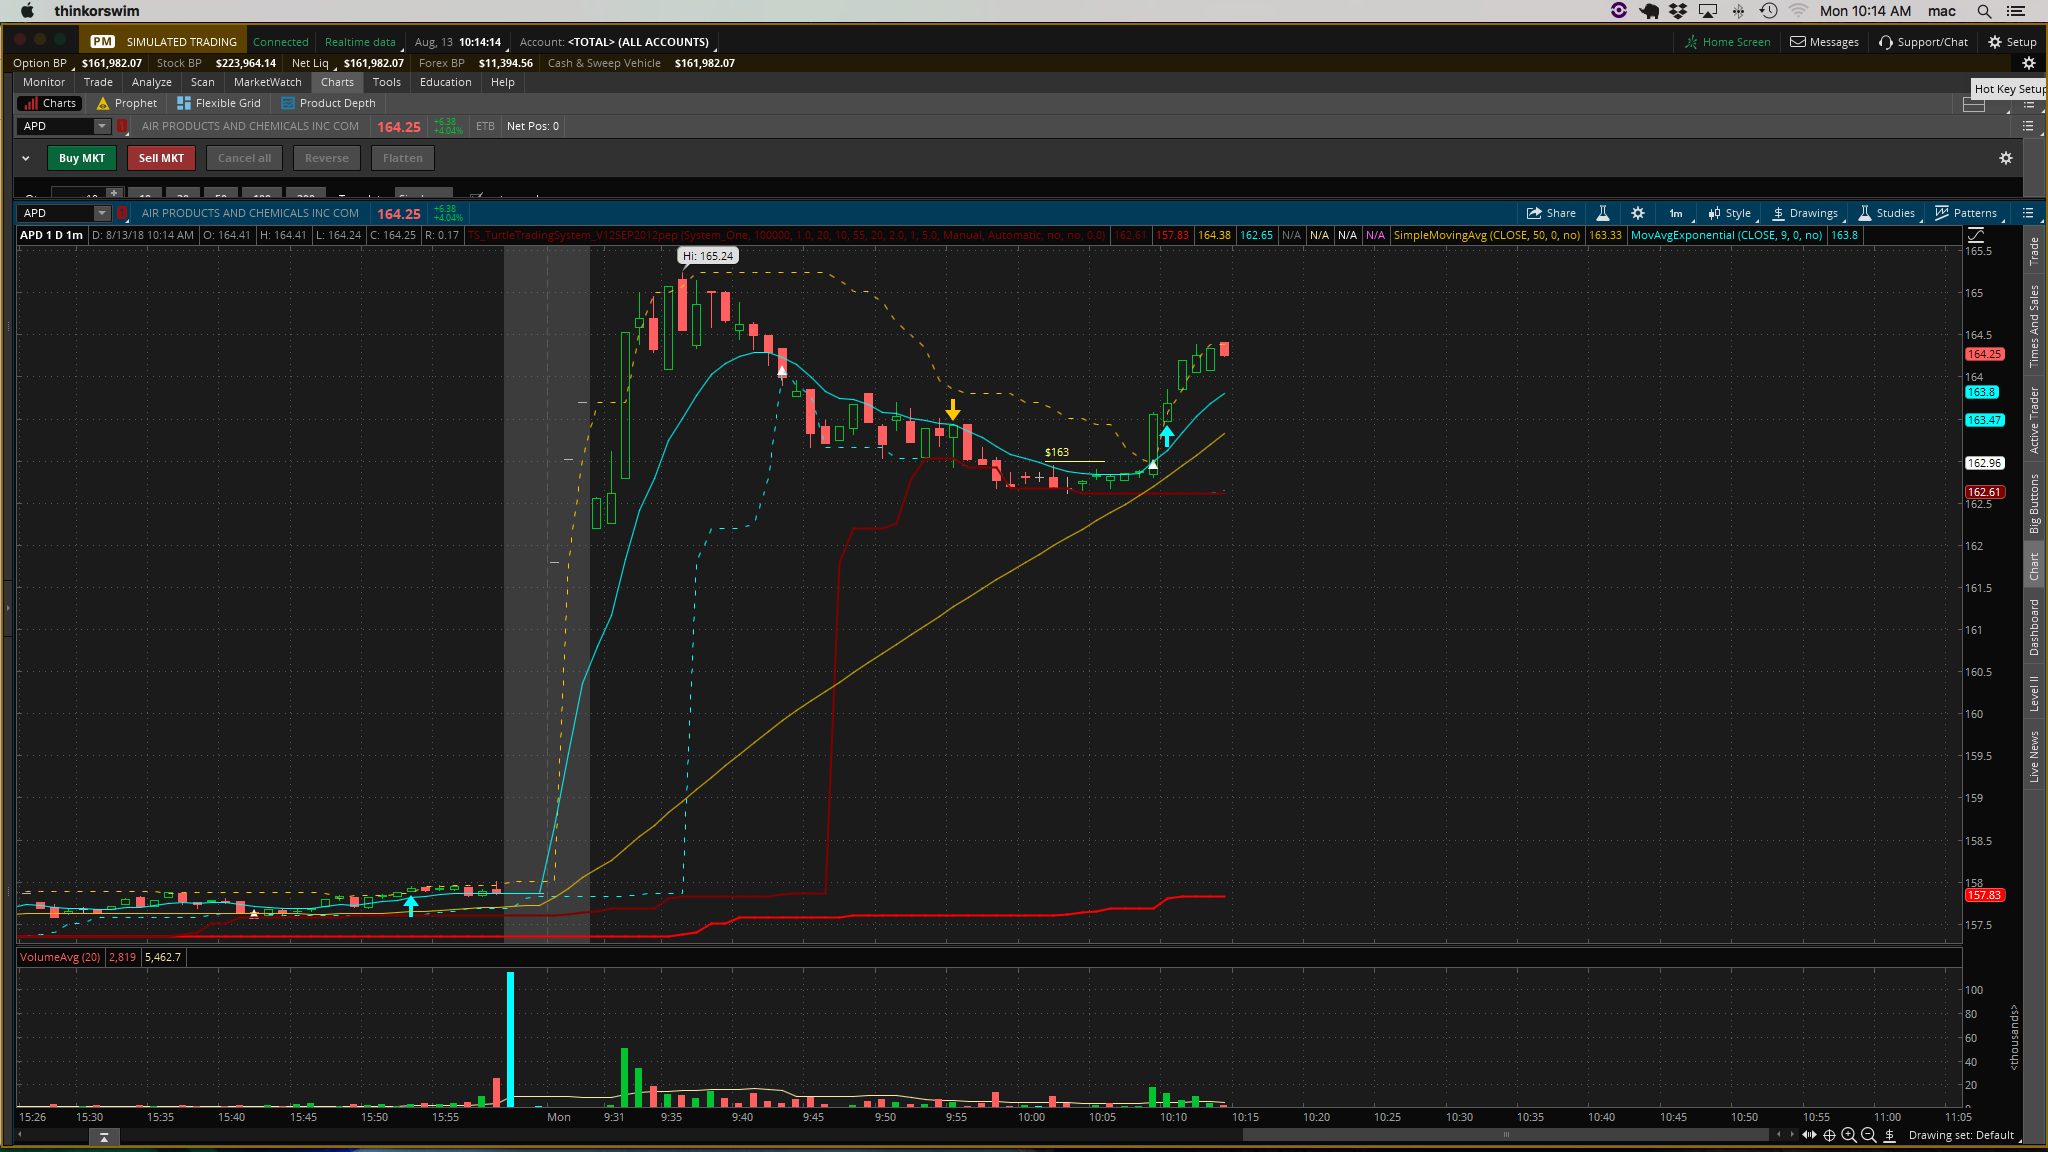 thinkorswim Mon 10:14 AM mac
PM SIMULATED TRADING Connected Realtime data Aug, 13 10:14:14 Account: <TOTAL> (ALL ACCOUNTS) Home Screen Messages Support/Chat Setup
Option BP $161,982.07 Stock BP $223,964.14 Net Liq $161,982.07 Forex BP $11,394.56 Cash & Sweep Vehicle $161,982.07
Monitor Trade Analyze Scan MarketWatch Charts Tools Education Help
Hot Key Setup
Charts Prophet Flexible Grid Product Depth
APD 1 AIR PRODUCTS AND CHEMICALS INC COM 164.25 +6.38 +4.04% ETB Net Pos: 0
Buy MKT Sell MKT Cancel all Reverse Flatten
APD 1 AIR PRODUCTS AND CHEMICALS INC COM 164.25 +6.38 +4.04% Share 1m Style Drawings Studies Patterns
APD 1 D 1m D: 8/13/18 10:14 AM O: 164.41 H: 164.41 L: 164.24 C: 164.25 R: 0.17 TS_TurtleTradingSystem_V12SEP2012pep (System_One, 100000, 1.0, 20, 10, 55, 20, 2.0, 1, 5.0, Manual, Automatic, no, no, 0.0) 162.61 157.83 164.38 162.65 N/A N/A N/A N/A SimpleMovingAvg (CLOSE, 50, 0, no) 163.33 MovAvgExponential (CLOSE, 9, 0, no) 163.8
Hi: 165.24
$163
165.5
165
164.5
164.25
164
163.8
163.47
162.96
162.61
162.5
162
161.5
161
160.5
160
159.5
159
158.5
158
157.83
157.5
Trade
Times And Sales
Active Trader
Big Buttons
Chart
Dashboard
Level II
Live News
VolumeAvg (20) 2,819 5,462.7
100
80
60
40
20
<thousands>
15:26 15:30 15:35 15:40 15:45 15:50 15:55 Mon 9:31 9:35 9:40 9:45 9:50 9:55 10:00 10:05 10:10 10:15 10:20 10:25 10:30 10:35 10:40 10:45 10:50 10:55 11:00 11:05
Drawing set: Default